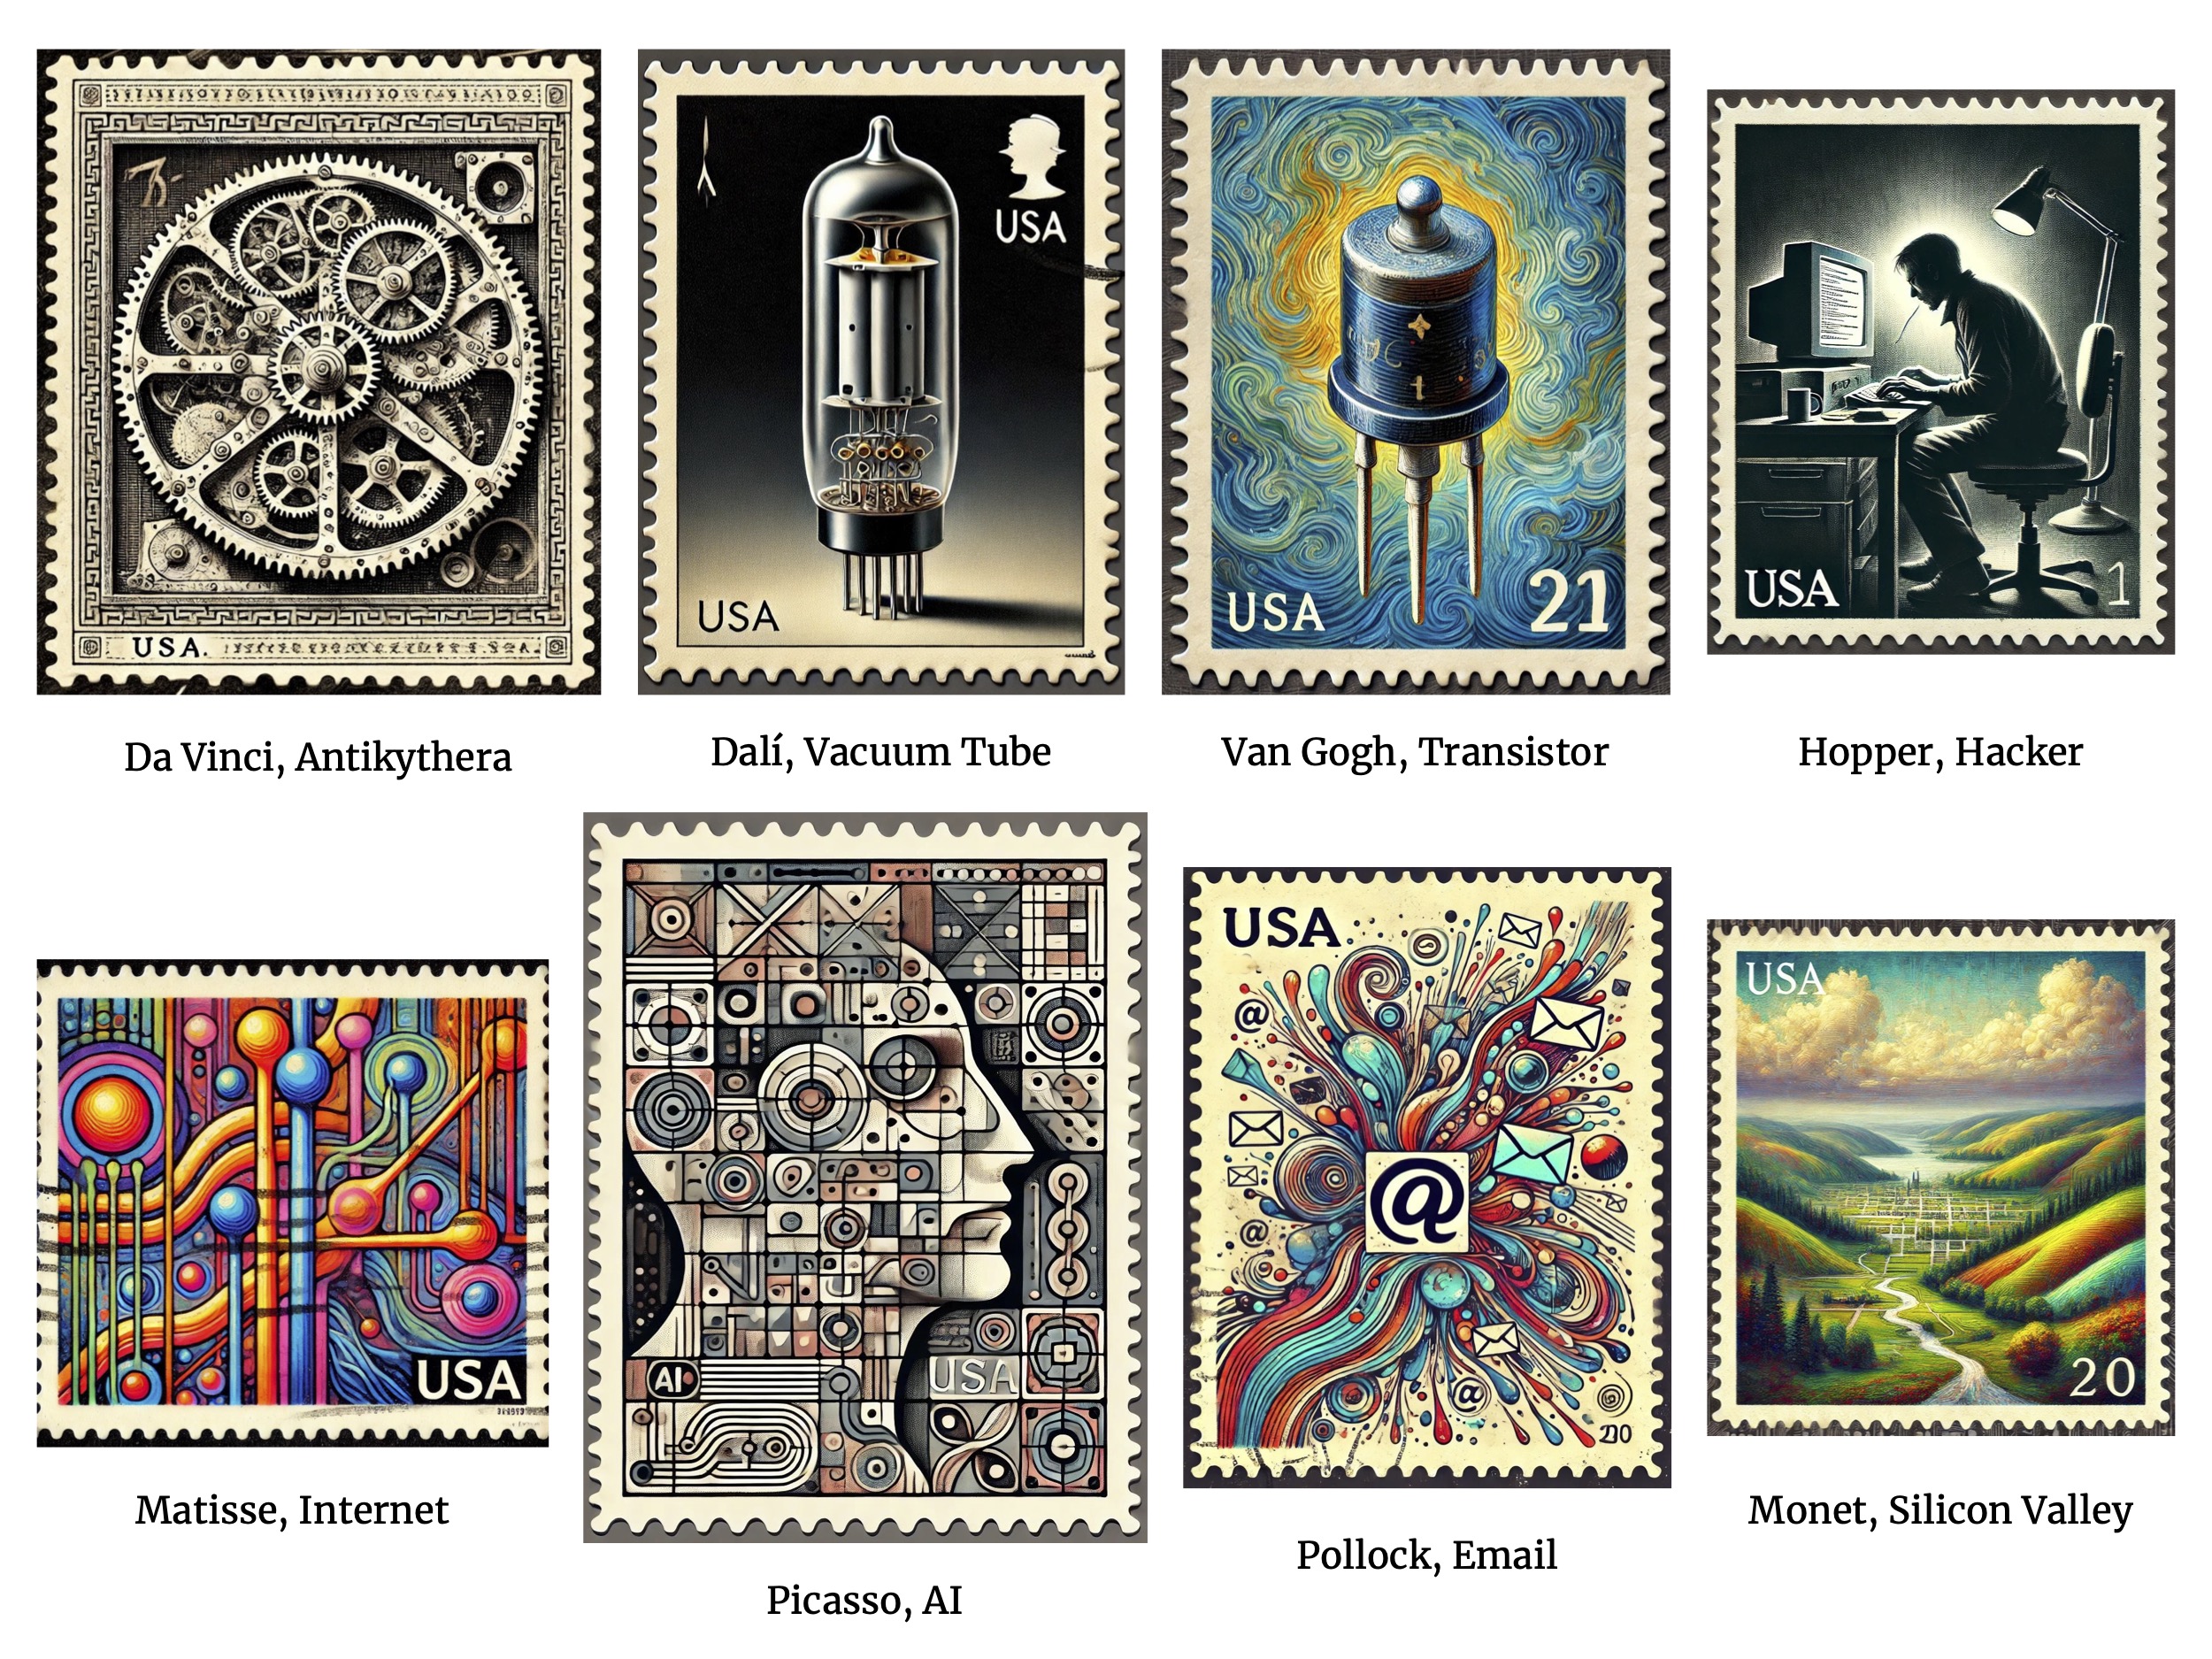 USA.
USA
USA
USA
21
USA
1
Da Vinci, Antikythera
Dalí, Vacuum Tube
Van Gogh, Transistor
Hopper, Hacker
USA
AI
USA
USA
@
@
@
@
USA
20
Matisse, Internet
Picasso, AI
Pollock, Email
Monet, Silicon Valley